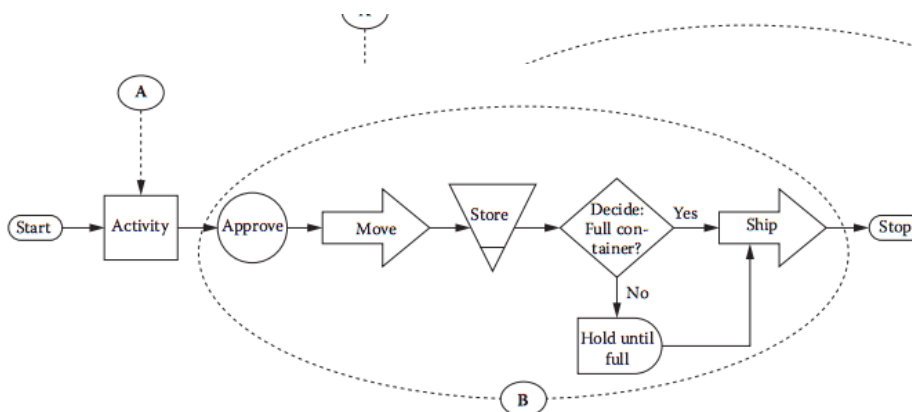 A
Start
Activity
Approve
Move
Store
Decide:
Full con-
tainer?
Yes
Ship
Stop
No
Hold until
full
B